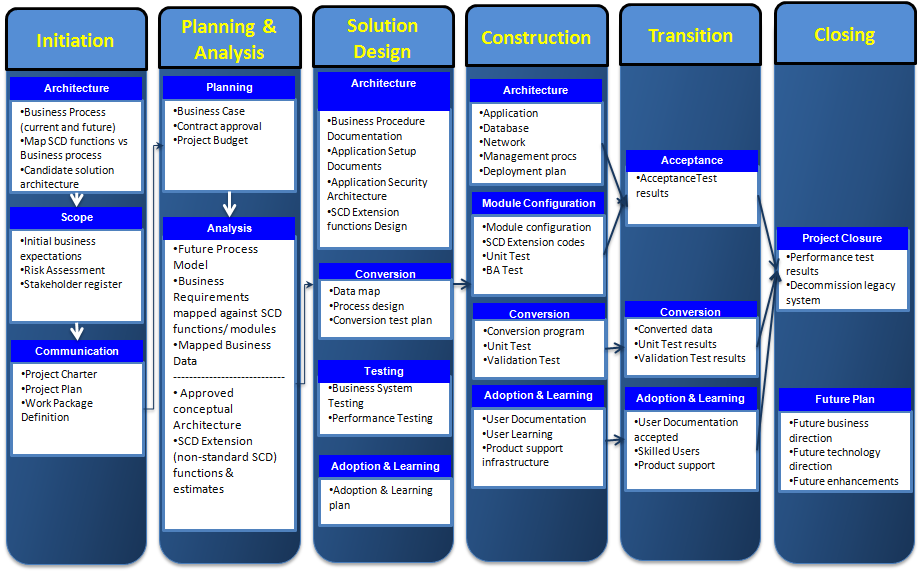 Initiation
Architecture
•Business Process
(current and future)
•Map SCD functions vs
Business process
•Candidate solution
architecture
Scope
•Initial business
expectations
•Risk Assessment
•Stakeholder register
Communication
•Project Charter
•Project Plan
•Work Package
Definition
Planning &
Analysis
Planning
•Business Case
•Contract approval
•Project Budget
Analysis
•Future Process
Model
•Business
Requirements
mapped against SCD
functions/ modules
•Mapped Business
Data
----------------------------
•Approved
conceptual
Architecture
•SCD Extension
(non-standard SCD)
functions &
estimates
Solution
Design
Architecture
•Business Procedure
Documentation
•Application Setup
Documents
•Application Security
Architecture
•SCD Extension
functions Design
Conversion
•Data map
•Process design
•Conversion test plan
Testing
•Business System
Testing
•Performance Testing
Adoption & Learning
•Adoption & Learning
plan
Construction
Architecture
•Application
•Database
•Network
•Management procs
•Deployment plan
Module Configuration
•Module configuration
•SCD Extension codes
•Unit Test
•BA Test
Conversion
•Conversion program
•Unit Test
•Validation Test
Adoption & Learning
•User Documentation
•User Learning
•Product support
infrastructure
Transition
Acceptance
•AcceptanceTest
results
Conversion
•Converted data
•Unit Test results
•Validation Test results
Adoption & Learning
•User Documentation
accepted
•Skilled Users
•Product support
Closing
Project Closure
•Performance test
results
•Decommission legacy
system
Future Plan
•Future business
direction
•Future technology
direction
•Future enhancements